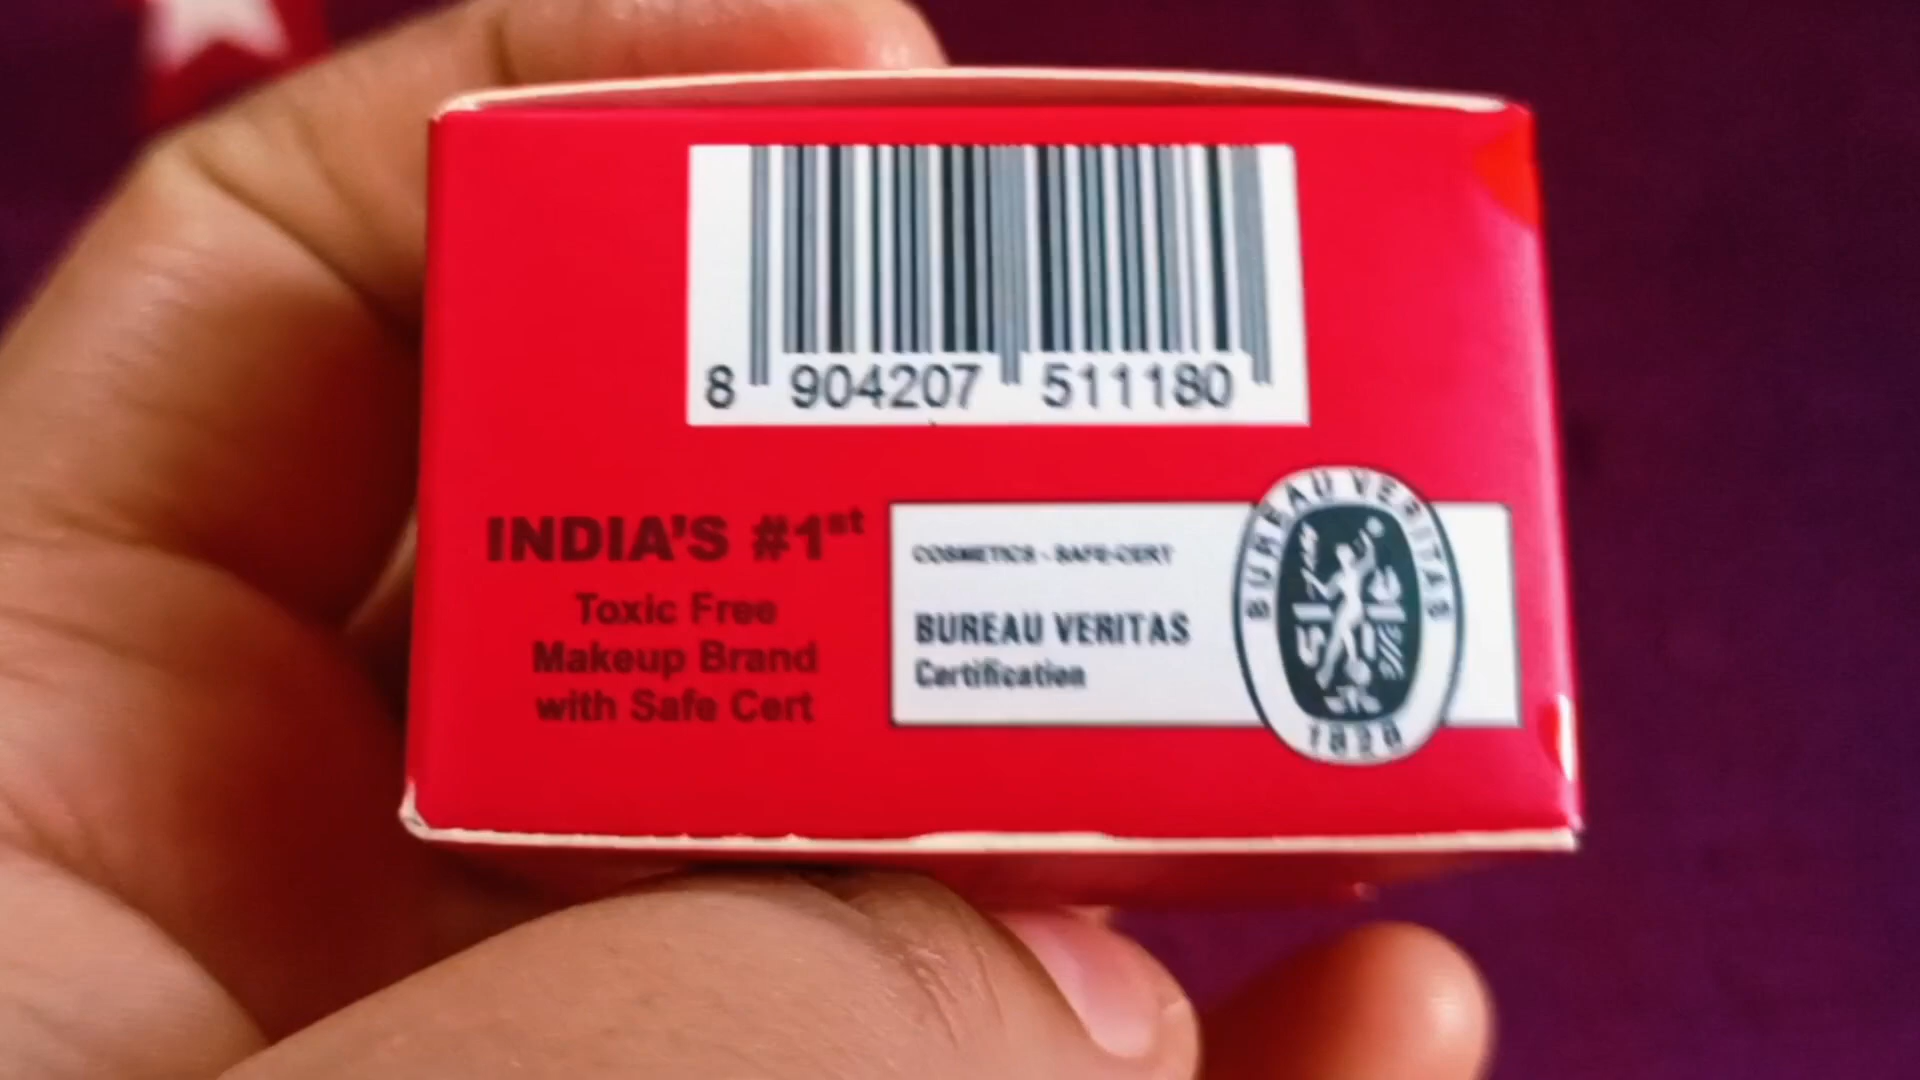 8 904207 511180
INDIA'S #1st
Toxic Free
Makeup Brand
with Safe Cert
COSMETICS - SAFE-CERT
BUREAU VERITAS
Certification
BUREAU VERITAS
1828